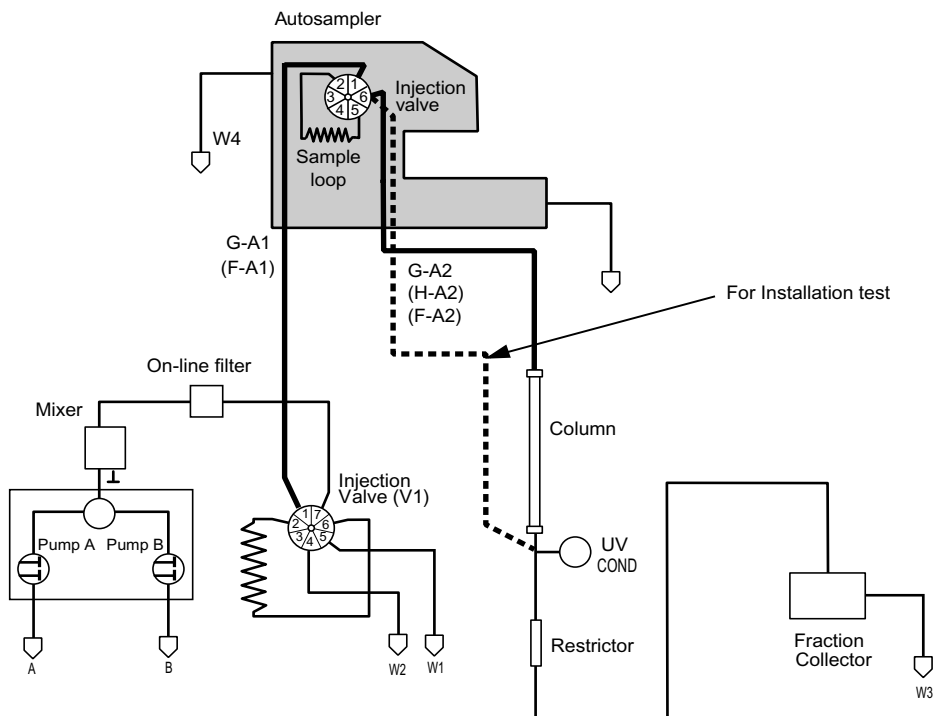 Autosampler
2 1
3 6
4 5
Injection
valve
W4
Sample
loop
G-A1
(F-A1)
G-A2
(H-A2)
(F-A2)
For Installation test
On-line filter
Mixer
Column
Injection
Valve (V1)
1 7
2 6
3 4 5
Pump A Pump B
UV
COND
Restrictor
Fraction
Collector
A
B
W2
W1
W3